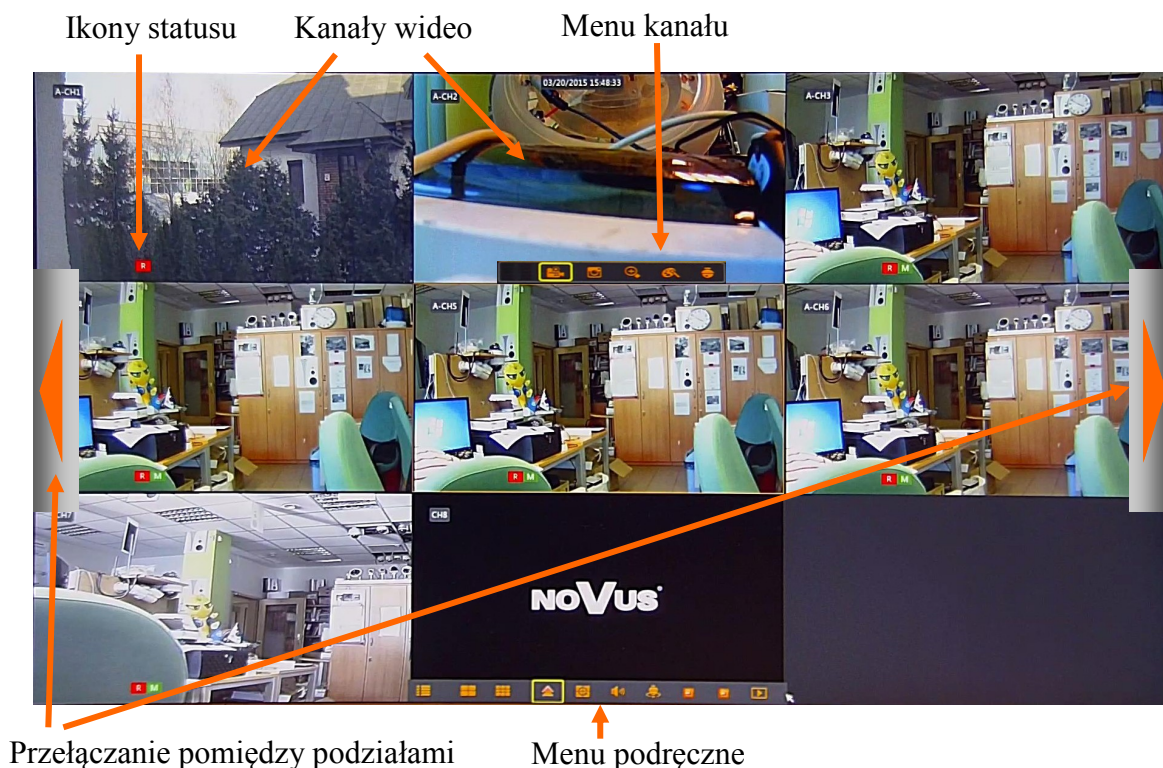 Ikony statusu Kanały wideo Menu kanału
A-CH1
A-CH2
03/20/2015 15:48:33
A-CH3
R
R M
A-CH5
A-CH6
R M
R M
R M
CH8
NOVUS
R M
Przełączanie pomiędzy podziałami Menu podręczne